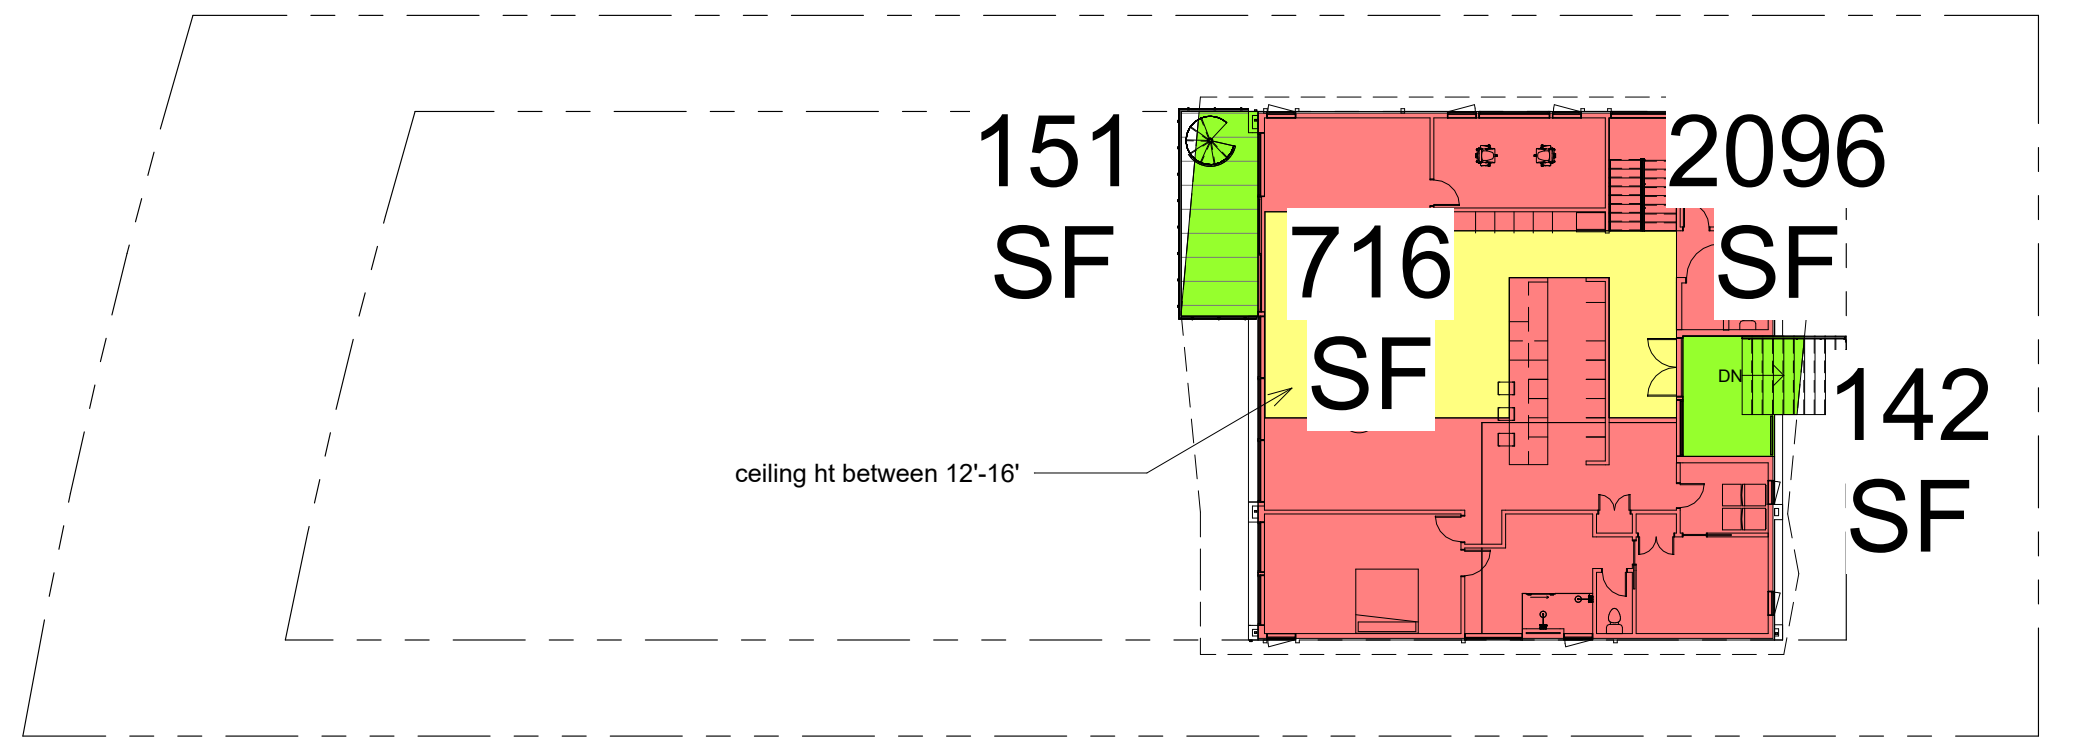 151
SF
2096
SF
716
SF
DN
142
SF
ceiling ht between 12'-16'